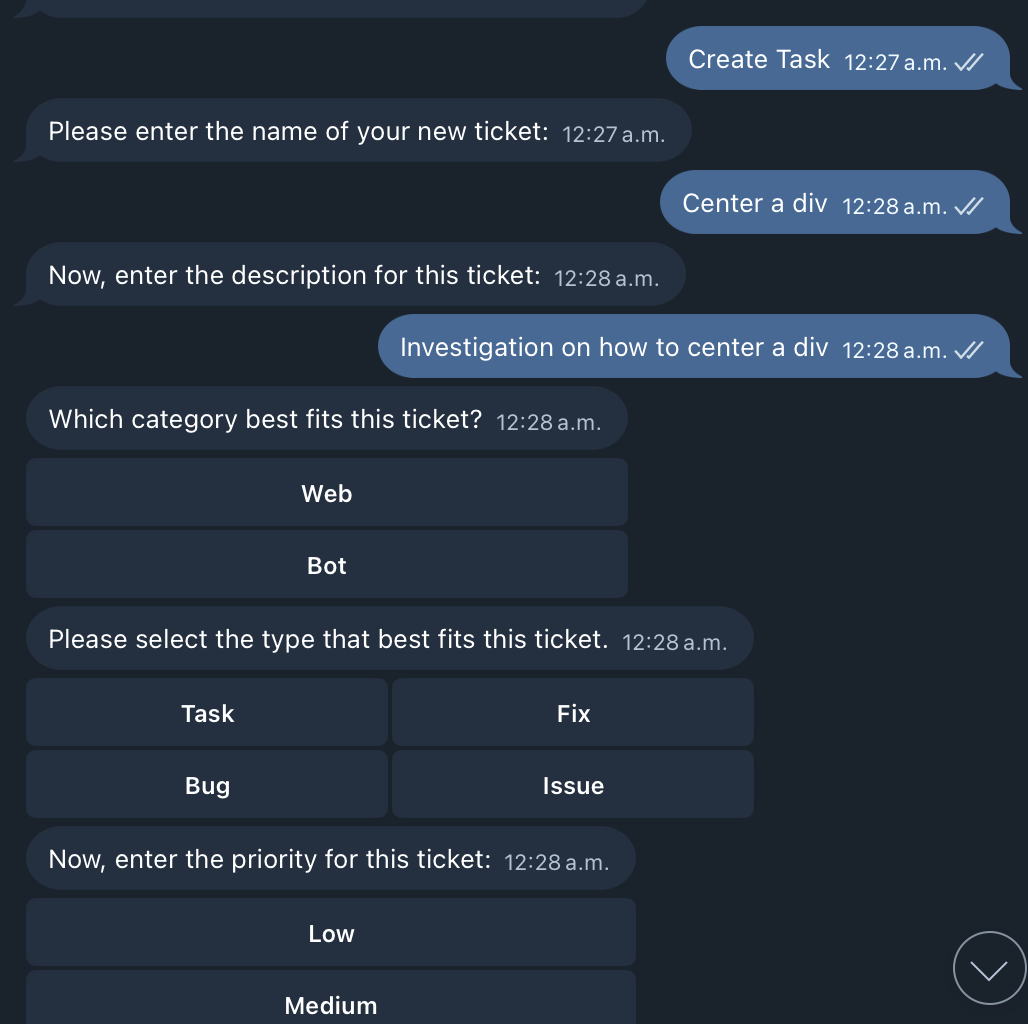 Create Task 12:27 a.m.
Please enter the name of your new ticket: 12:27 a.m.
Center a div 12:28 a.m.
Now, enter the description for this ticket: 12:28 a.m.
Investigation on how to center a div 12:28 a.m.
Which category best fits this ticket? 12:28 a.m.
Web
Bot
Please select the type that best fits this ticket. 12:28 a.m.
Task Fix
Bug Issue
Now, enter the priority for this ticket: 12:28 a.m.
Low
Medium